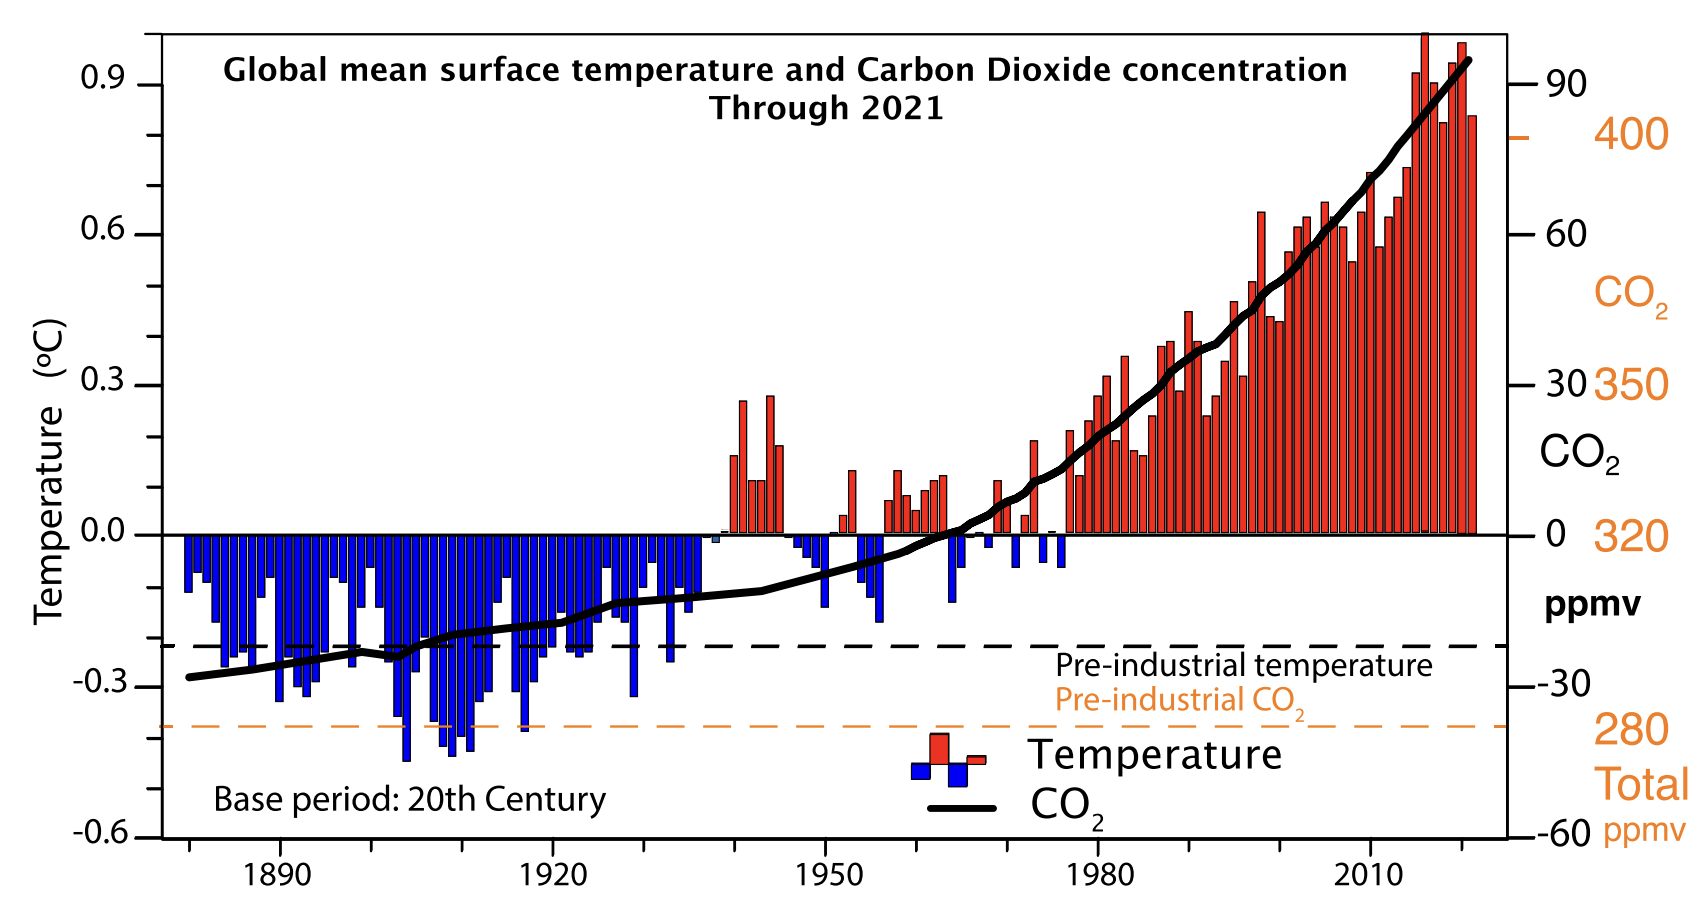 Global mean surface temperature and Carbon Dioxide concentration
Through 2021
Temperature (ºC)
0.9
0.6
0.3
0.0
-0.3
-0.6
90
400
60
CO2
30 350
CO2
0 320
ppmv
-30
280
Total
-60 ppmv
Pre-industrial temperature
Pre-industrial CO2
Temperature
CO2
Base period: 20th Century
1890
1920
1950
1980
2010